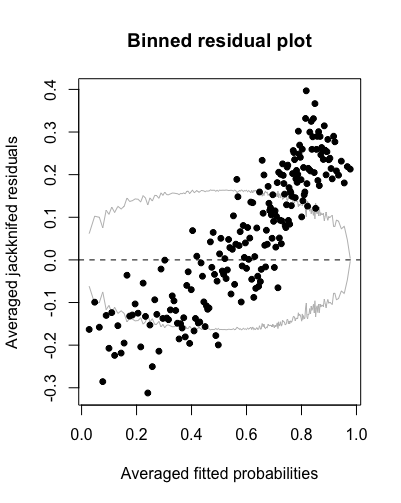 Binned residual plot
Averaged jackknifed residuals
0.4
0.3
0.2
0.1
0.0
-0.1
-0.2
-0.3
0.0 0.2 0.4 0.6 0.8 1.0
Averaged fitted probabilities